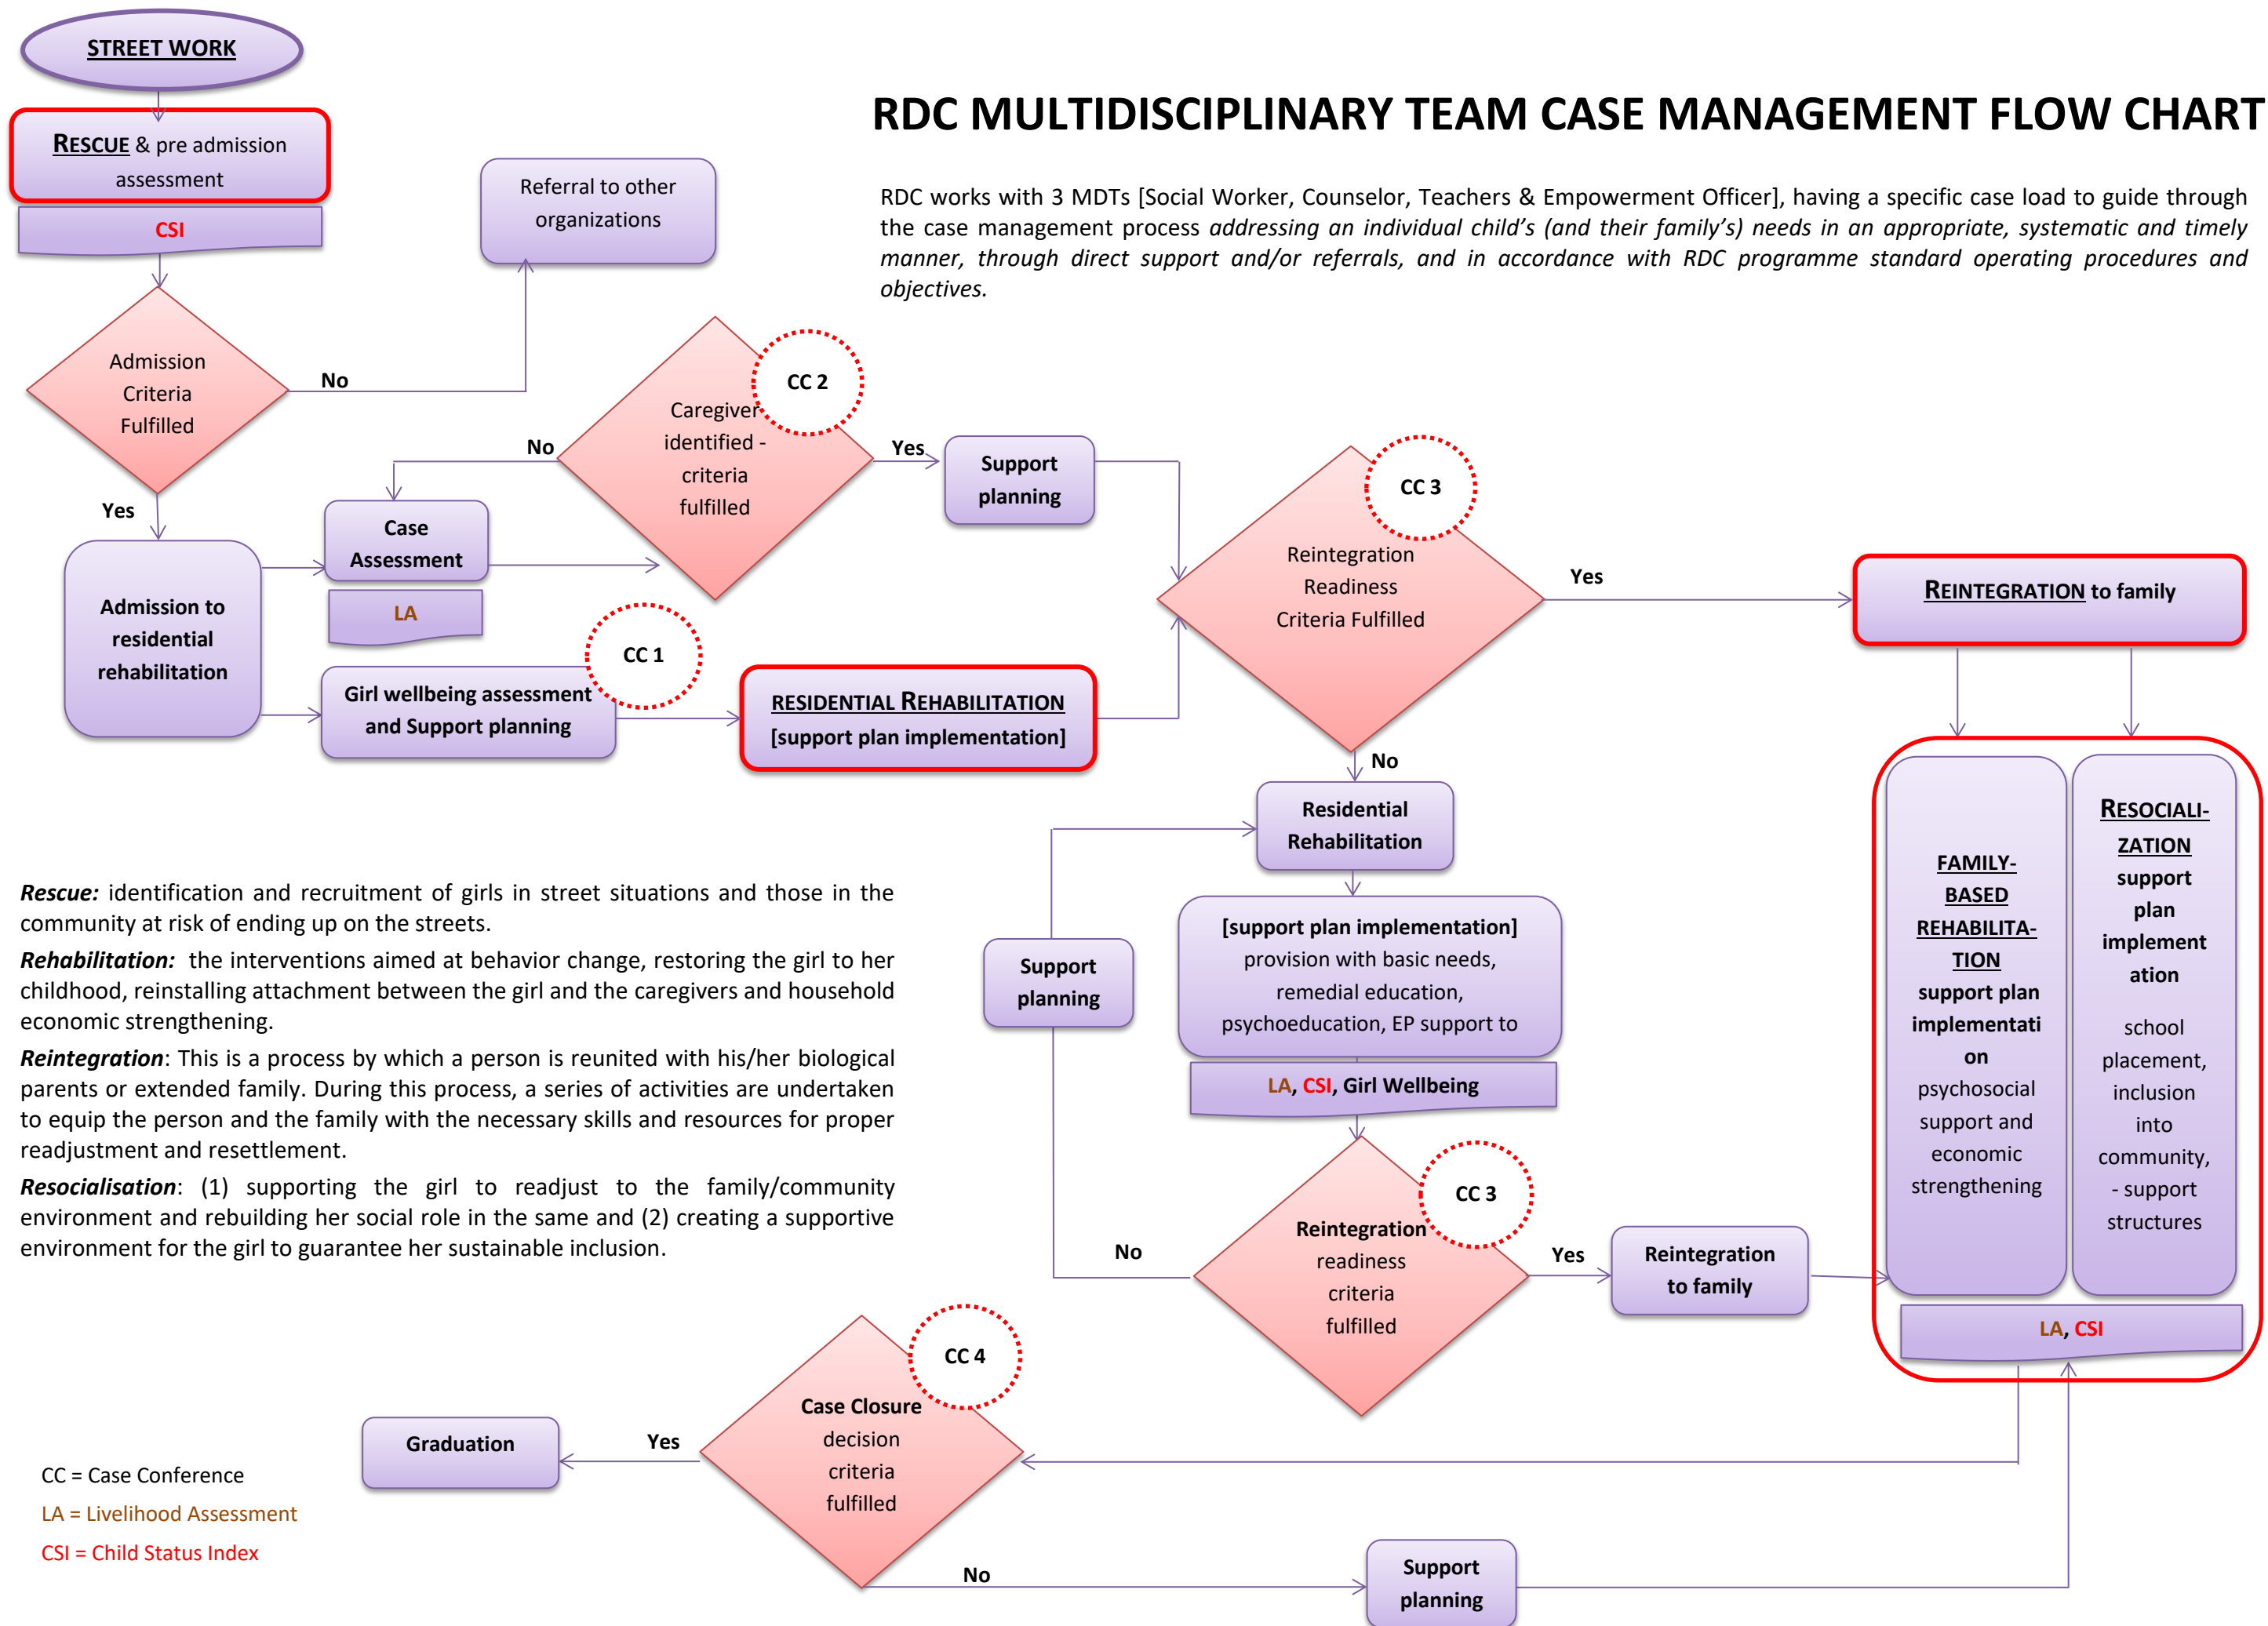 STREET WORK
RDC MULTIDISCIPLINARY TEAM CASE MANAGEMENT FLOW CHART
RESCUE & pre admission
assessment
CSI
Referral to other
organizations
RDC works with 3 MDTs [Social Worker, Counselor, Teachers & Empowerment Officer], having a specific case load to guide through
the case management process addressing an individual child’s (and their family’s) needs in an appropriate, systematic and timely
manner, through direct support and/or referrals, and in accordance with RDC programme standard operating procedures and
objectives.
Admission
Criteria
Fulfilled
No
Yes
CC 2
Caregiver
identified -
criteria
fulfilled
No
Yes
Support
planning
Case
Assessment
LA
Admission to
residential
rehabilitation
CC 1
Girl wellbeing assessment
and Support planning
RESIDENTIAL REHABILITATION
[support plan implementation]
CC 3
Reintegration
Readiness
Criteria Fulfilled
Yes
No
REINTEGRATION to family
Residential
Rehabilitation
[support plan implementation]
provision with basic needs,
remedial education,
psychoeducation, EP support to
LA, CSI, Girl Wellbeing
Support
planning
FAMILY-
BASED
REHABILITA-
TION
support plan
implementati
on
psychosocial
support and
economic
strengthening
RESOCIALI-
ZATION
support
plan
implement
ation
school
placement,
inclusion
into
community,
- support
structures
LA, CSI
Rescue: identification and recruitment of girls in street situations and those in the
community at risk of ending up on the streets.
Rehabilitation: the interventions aimed at behavior change, restoring the girl to her
childhood, reinstalling attachment between the girl and the caregivers and household
economic strengthening.
Reintegration: This is a process by which a person is reunited with his/her biological
parents or extended family. During this process, a series of activities are undertaken
to equip the person and the family with the necessary skills and resources for proper
readjustment and resettlement.
Resocialisation: (1) supporting the girl to readjust to the family/community
environment and rebuilding her social role in the same and (2) creating a supportive
environment for the girl to guarantee her sustainable inclusion.
CC 3
Reintegration
readiness
criteria
fulfilled
No
Yes
Reintegration
to family
CC 4
Case Closure
decision
criteria
fulfilled
Yes
Graduation
No
Support
planning
CC = Case Conference
LA = Livelihood Assessment
CSI = Child Status Index